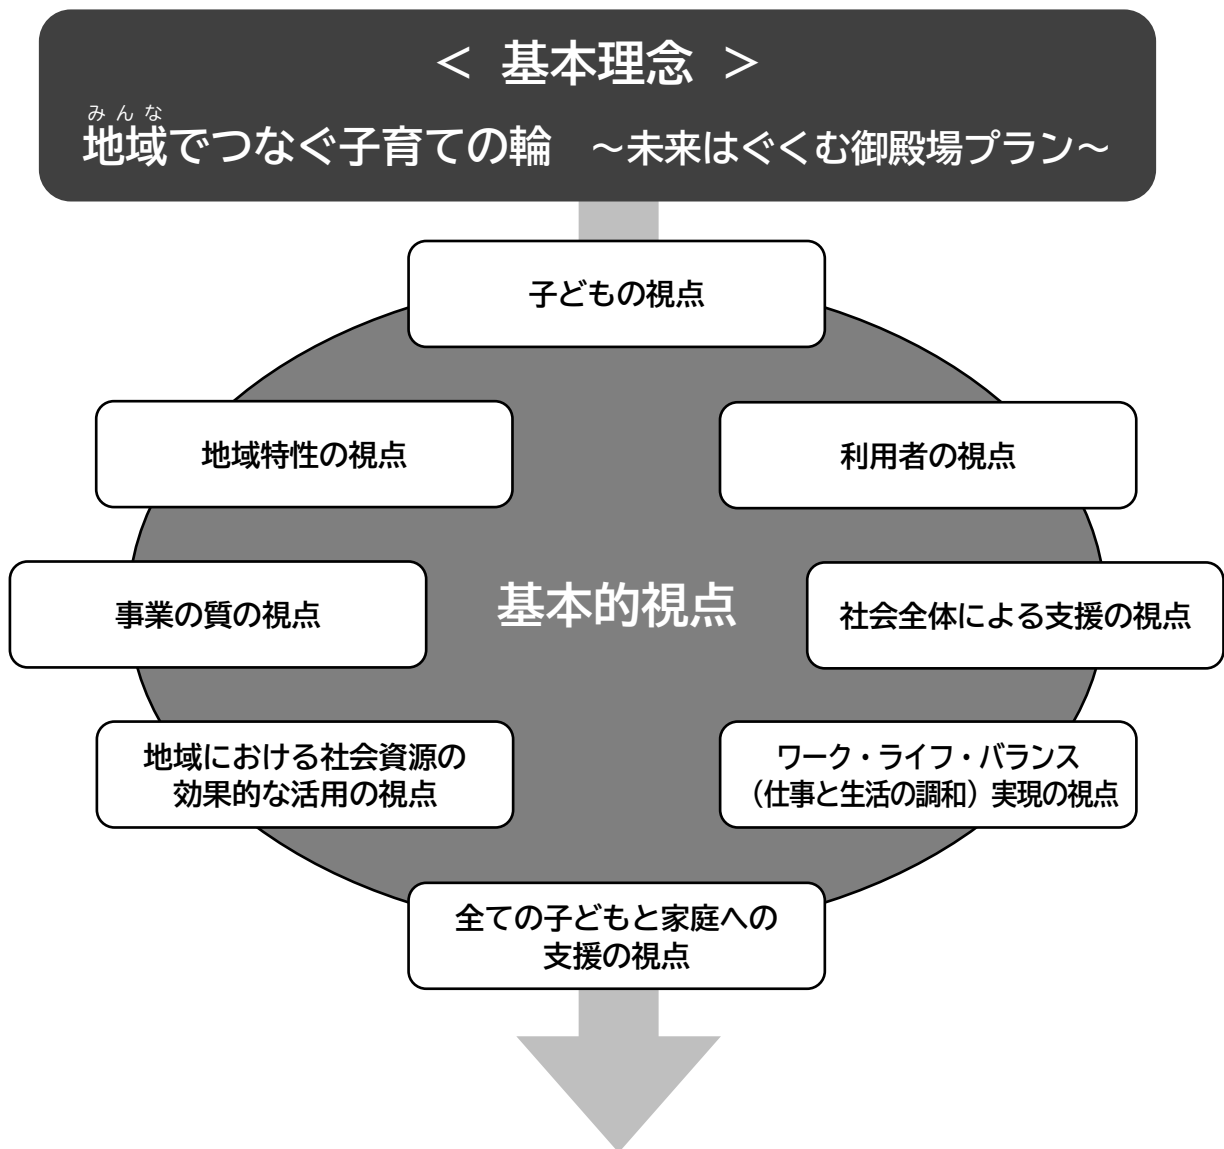 ＜ 基本理念 ＞
みんな
地域でつなぐ子育ての輪　～未来はぐくむ御殿場プラン～
子どもの視点
地域特性の視点
利用者の視点
事業の質の視点
基本的視点
社会全体による支援の視点
地域における社会資源の
効果的な活用の視点
ワーク・ライフ・バランス
（仕事と生活の調和）実現の視点
全ての子どもと家庭への
支援の視点